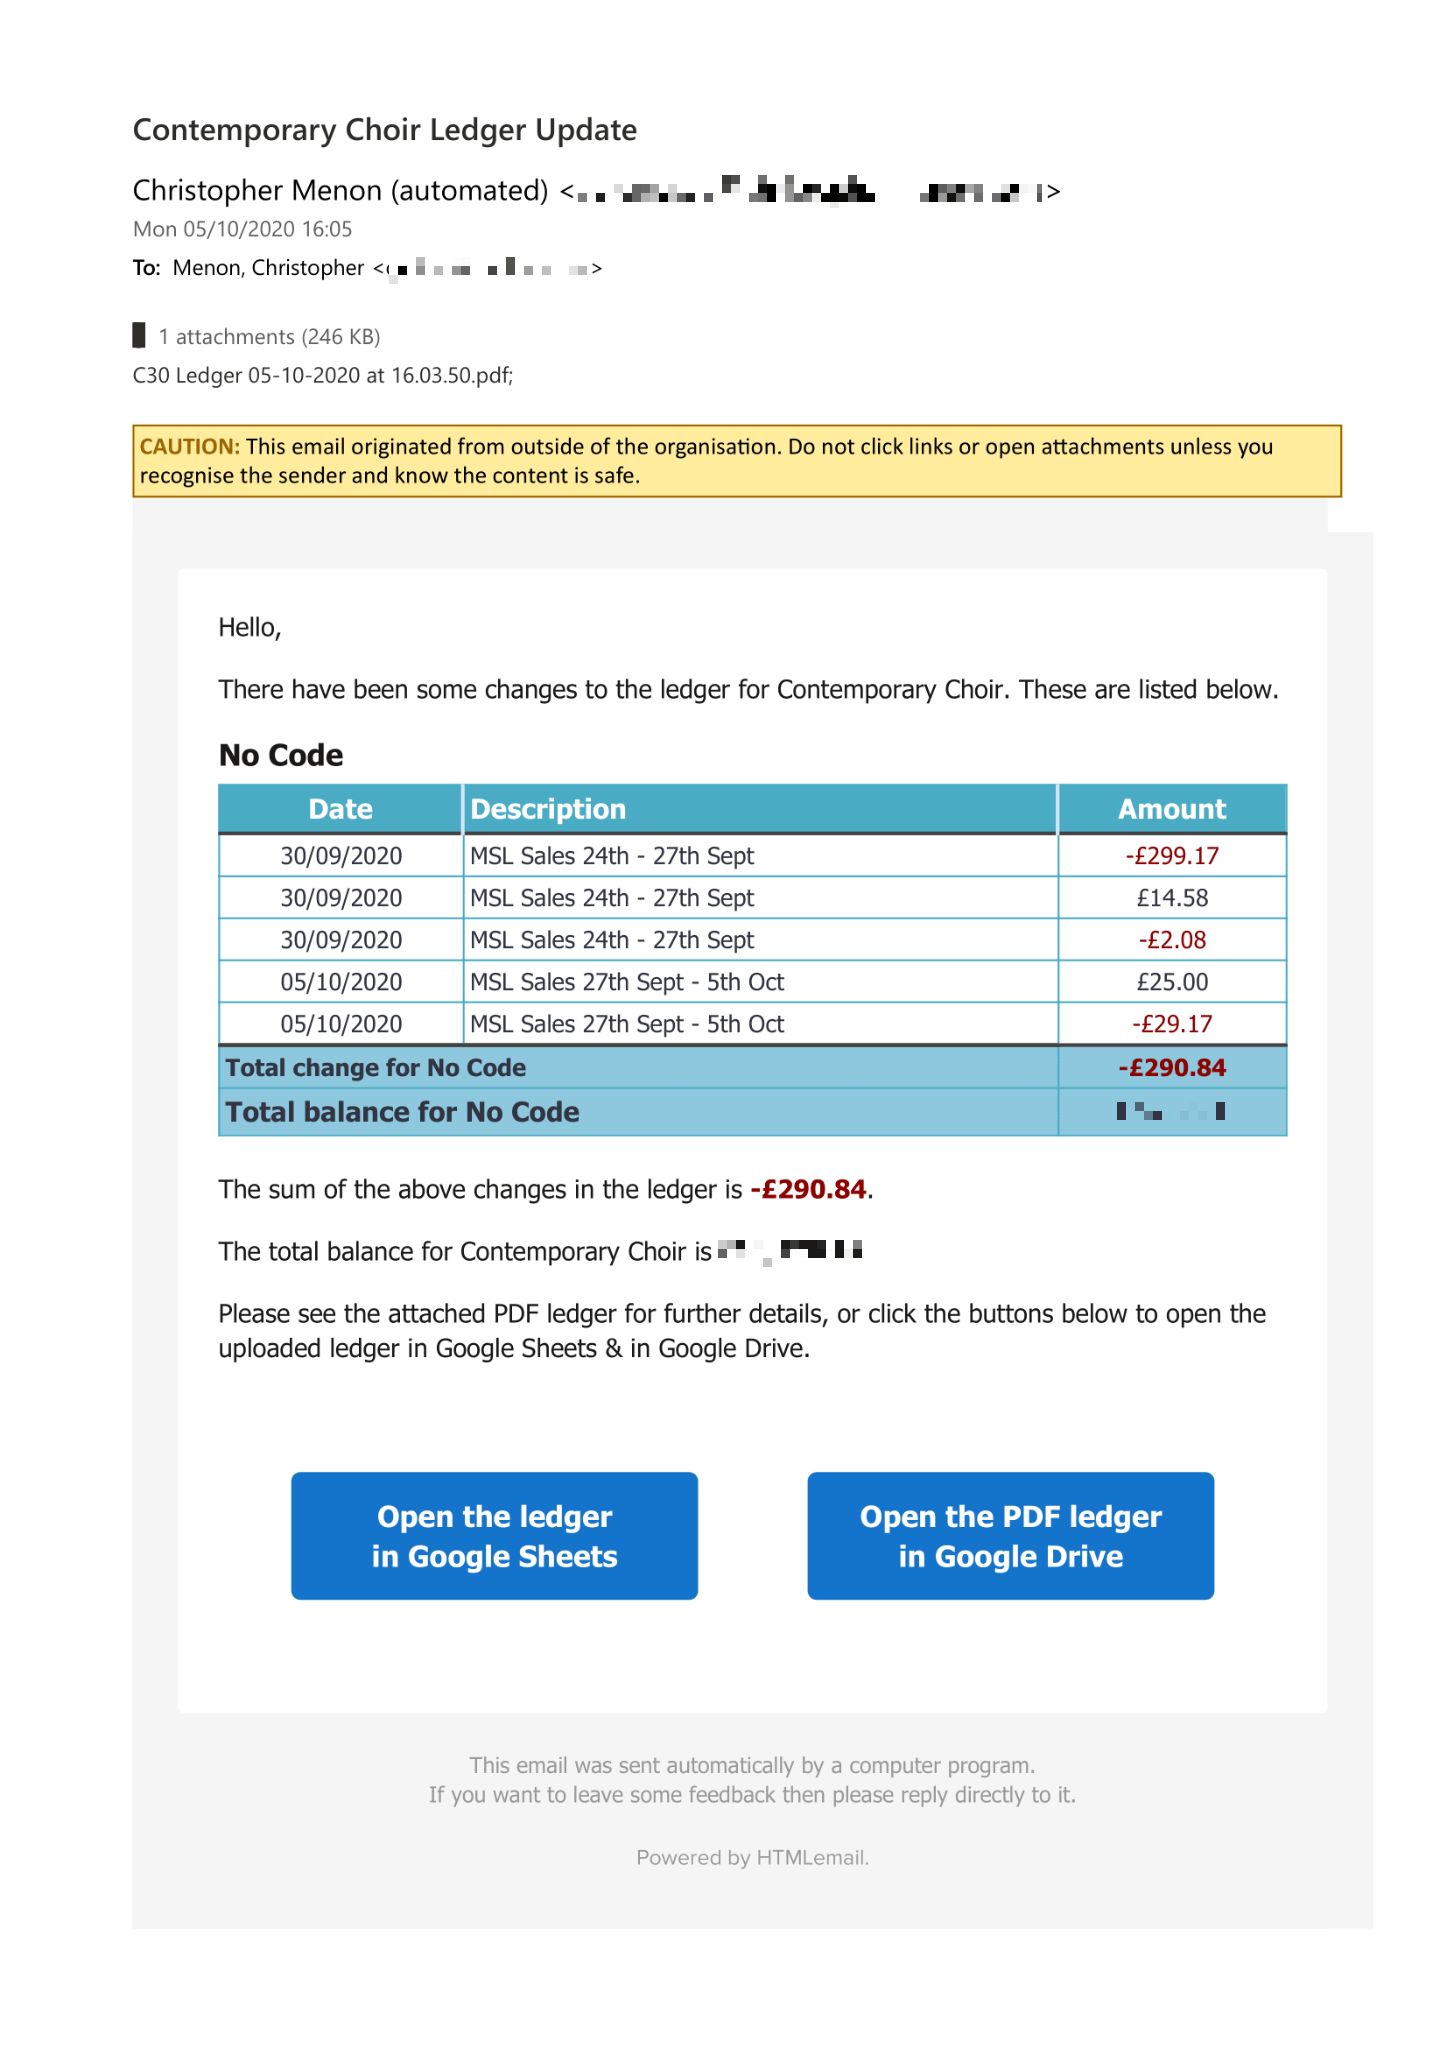 Contemporary Choir Ledger Update
Christopher Menon (automated) < >
Mon 05/10/2020 16:05
To: Menon, Christopher < >
1 attachments (246 KB)
C30 Ledger 05-10-2020 at 16.03.50.pdf;
CAUTION: This email originated from outside of the organisation. Do not click links or open attachments unless you
recognise the sender and know the content is safe.
Hello,
There have been some changes to the ledger for Contemporary Choir. These are listed below.
No Code
Date Description Amount
30/09/2020 MSL Sales 24th - 27th Sept -£299.17
30/09/2020 MSL Sales 24th - 27th Sept £14.58
30/09/2020 MSL Sales 24th - 27th Sept -£2.08
05/10/2020 MSL Sales 27th Sept - 5th Oct £25.00
05/10/2020 MSL Sales 27th Sept - 5th Oct -£29.17
Total change for No Code -£290.84
Total balance for No Code
The sum of the above changes in the ledger is -£290.84.
The total balance for Contemporary Choir is
Please see the attached PDF ledger for further details, or click the buttons below to open the
uploaded ledger in Google Sheets & in Google Drive.
Open the ledger
in Google Sheets
Open the PDF ledger
in Google Drive
This email was sent automatically by a computer program.
If you want to leave some feedback then please reply directly to it.
Powered by HTMLemail.